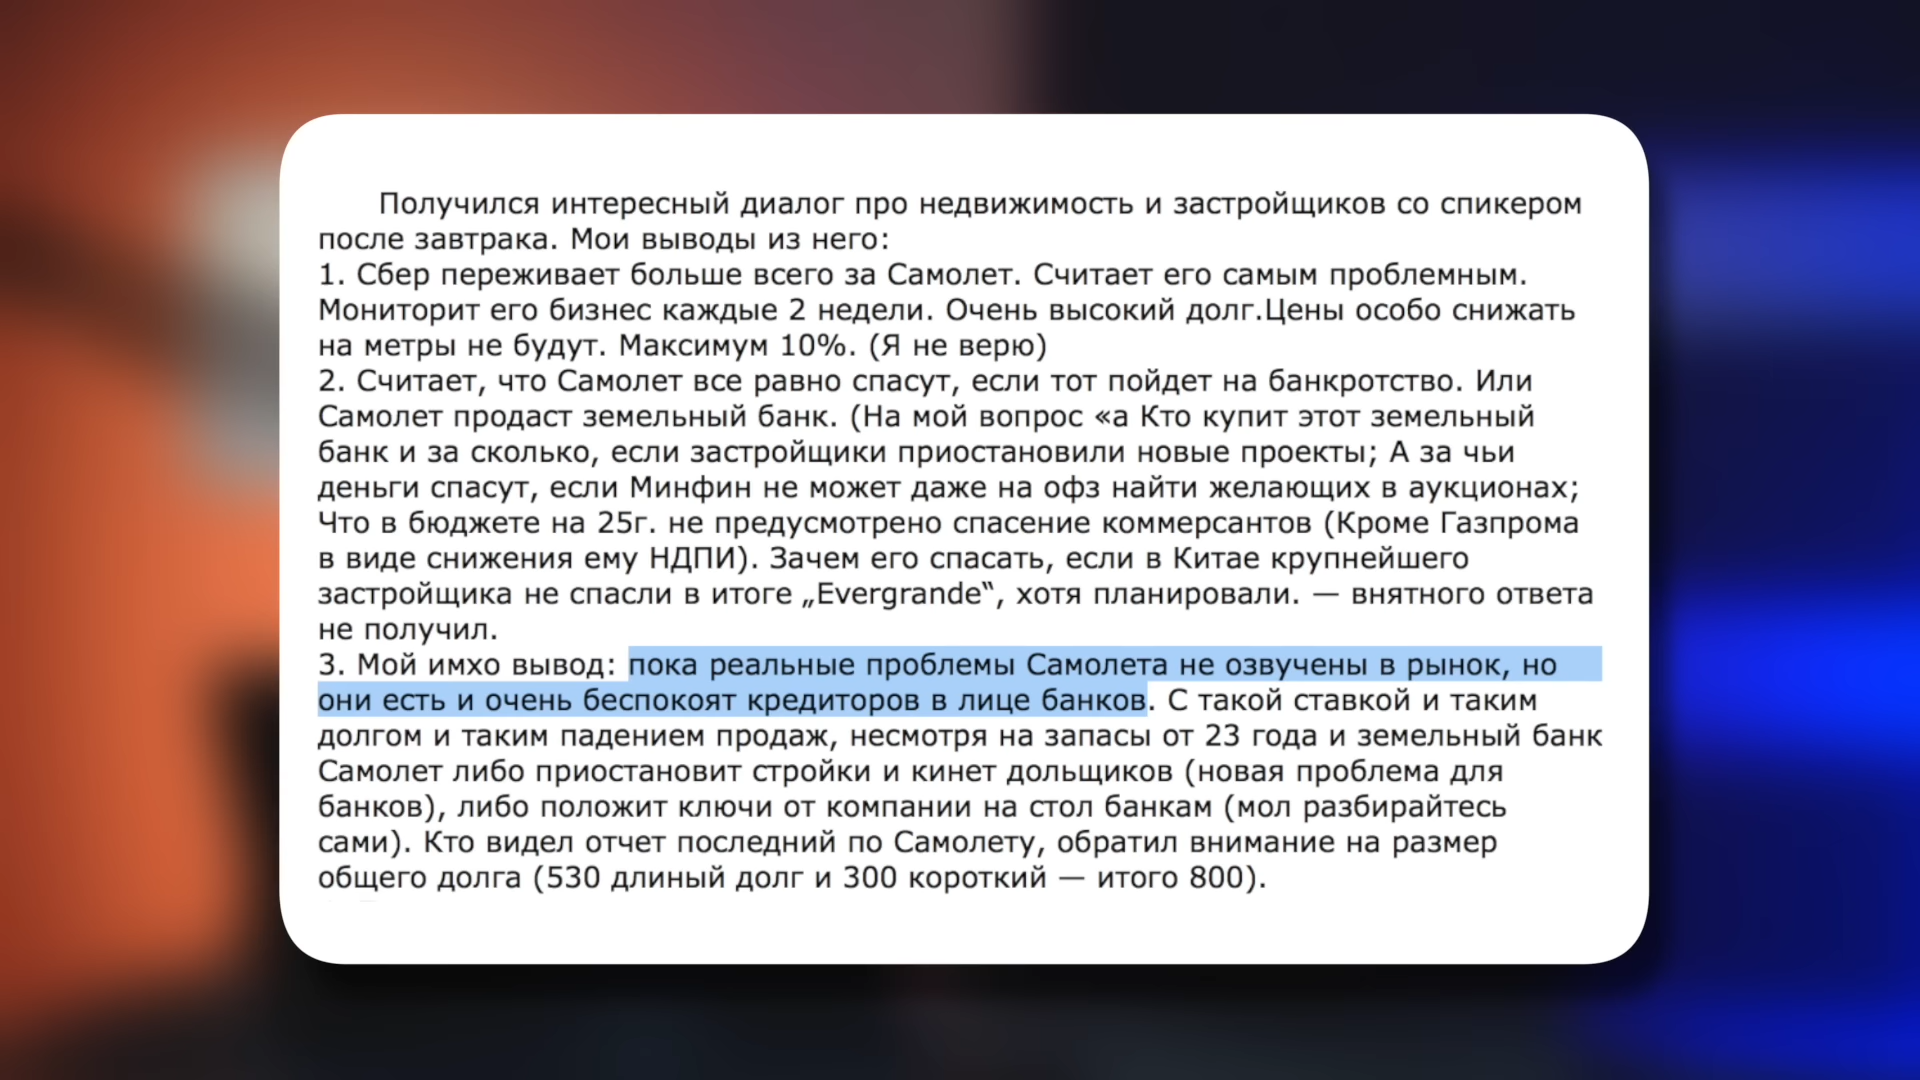 Получился интересный диалог про недвижимость и застройщиков со спикером
после завтрака. Мои выводы из него:
1. Сбер переживает больше всего за Самолет. Считает его самым проблемным.
Мониторит его бизнес каждые 2 недели. Очень высокий долг.Цены особо снижать
на метры не будут. Максимум 10%. (Я не верю)
2. Считает, что Самолет все равно спасут, если тот пойдет на банкротство. Или
Самолет продаст земельный банк. (На мой вопрос «а Кто купит этот земельный
банк и за сколько, если застройщики приостановили новые проекты; А за чьи
деньги спасут, если Минфин не может даже на офз найти желающих в аукционах;
Что в бюджете на 25г. не предусмотрено спасение коммерсантов (Кроме Газпрома
в виде снижения ему НДПИ). Зачем его спасать, если в Китае крупнейшего
застройщика не спасли в итоге „Evergrande‟, хотя планировали. — внятного ответа
не получил.
3. Мой имхо вывод: пока реальные проблемы Самолета не озвучены в рынок, но
они есть и очень беспокоят кредиторов в лице банков. С такой ставкой и таким
долгом и таким падением продаж, несмотря на запасы от 23 года и земельный банк
Самолет либо приостановит стройки и кинет дольщиков (новая проблема для
банков), либо положит ключи от компании на стол банкам (мол разбирайтесь
сами). Кто видел отчет последний по Самолету, обратил внимание на размер
общего долга (530 длиный долг и 300 короткий — итого 800).